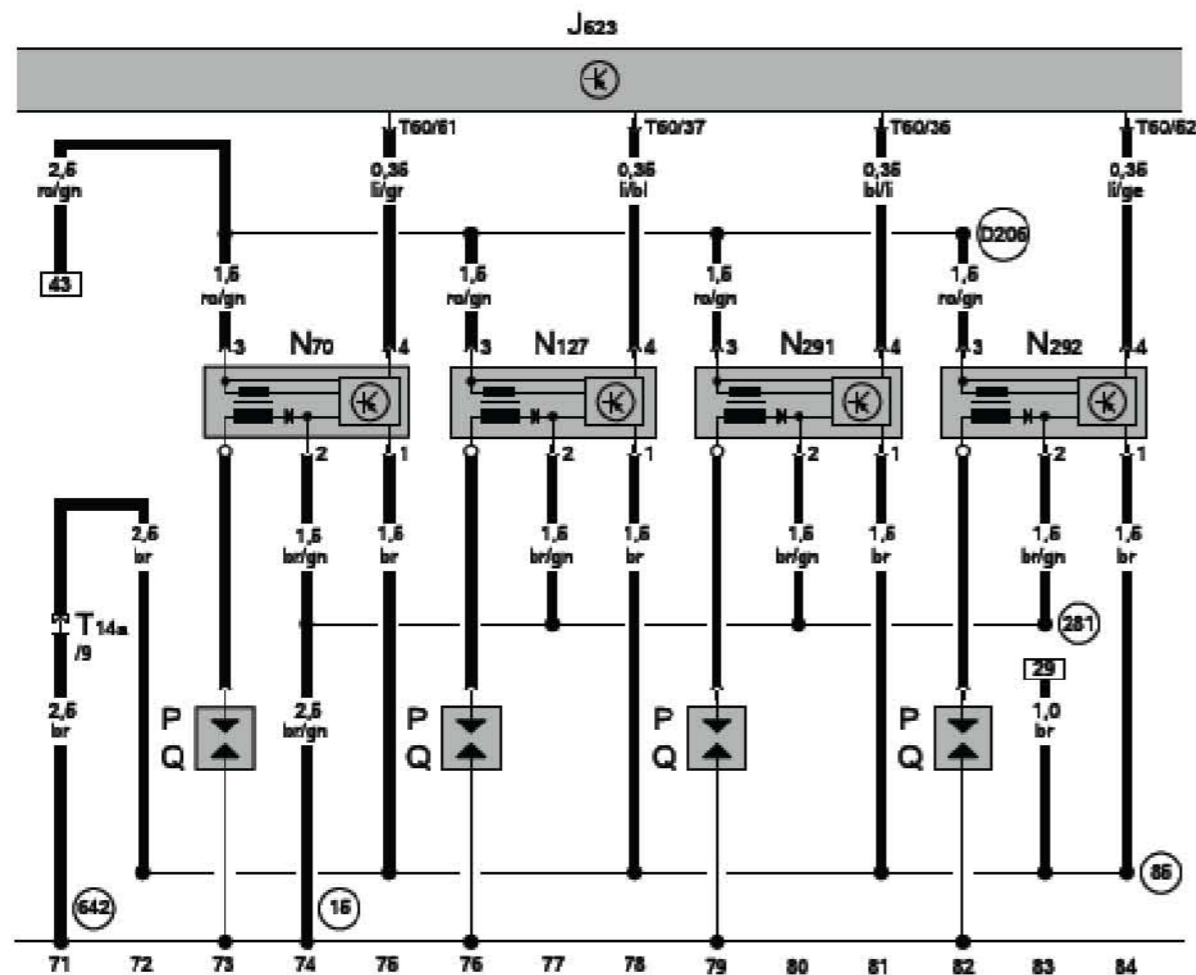 J623
T60/61 T60/37 T60/36 T60/62
2,5 0,35 0,35 0,35 0,35
ro/gn li/gr li/bl bl/li li/ge
D206
43 1,5 1,5 1,5 1,5
ro/gn ro/gn ro/gn ro/gn
3 N70 4 3 N127 4 3 N291 4 3 N292 4
2 1 2 1 2 1 2 1
2,5 1,5 1,5 1,5 1,5 1,5 1,5 1,5 1,5
br br/gn br br/gn br br/gn br br/gn br
T14a
/9
281
29
2,5 P 2,5 P P P 1,0
br Q br/gn Q Q Q br
85
642 15
71 72 73 74 75 76 77 78 79 80 81 82 83 84